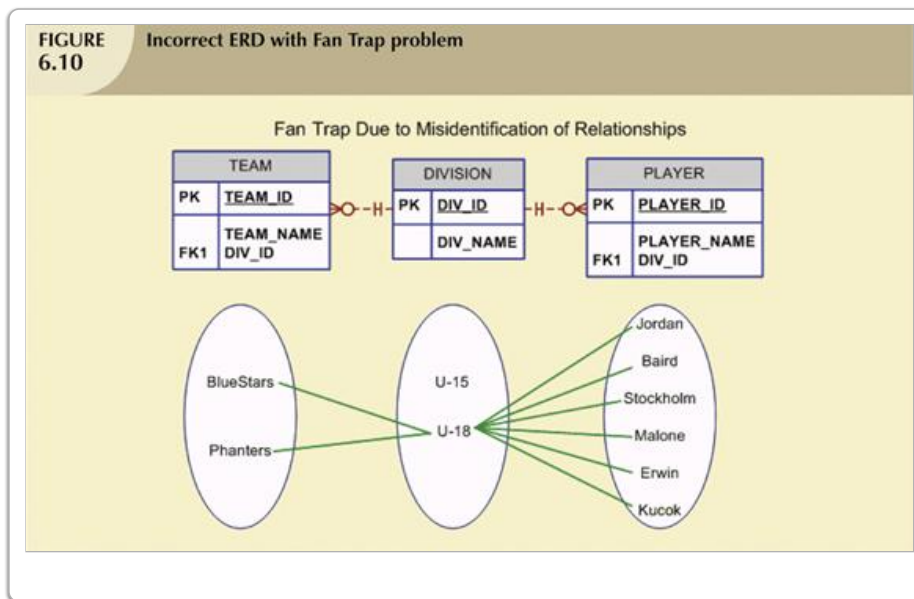 FIGURE 6.10
Incorrect ERD with Fan Trap problem
Fan Trap Due to Misidentification of Relationships
TEAM
PK TEAM_ID
TEAM_NAME
FK1 DIV_ID
DIVISION
PK DIV_ID
DIV_NAME
PLAYER
PK PLAYER_ID
PLAYER_NAME
FK1 DIV_ID
BlueStars
Phanters
U-15
U-18
Jordan
Baird
Stockholm
Malone
Erwin
Kucok